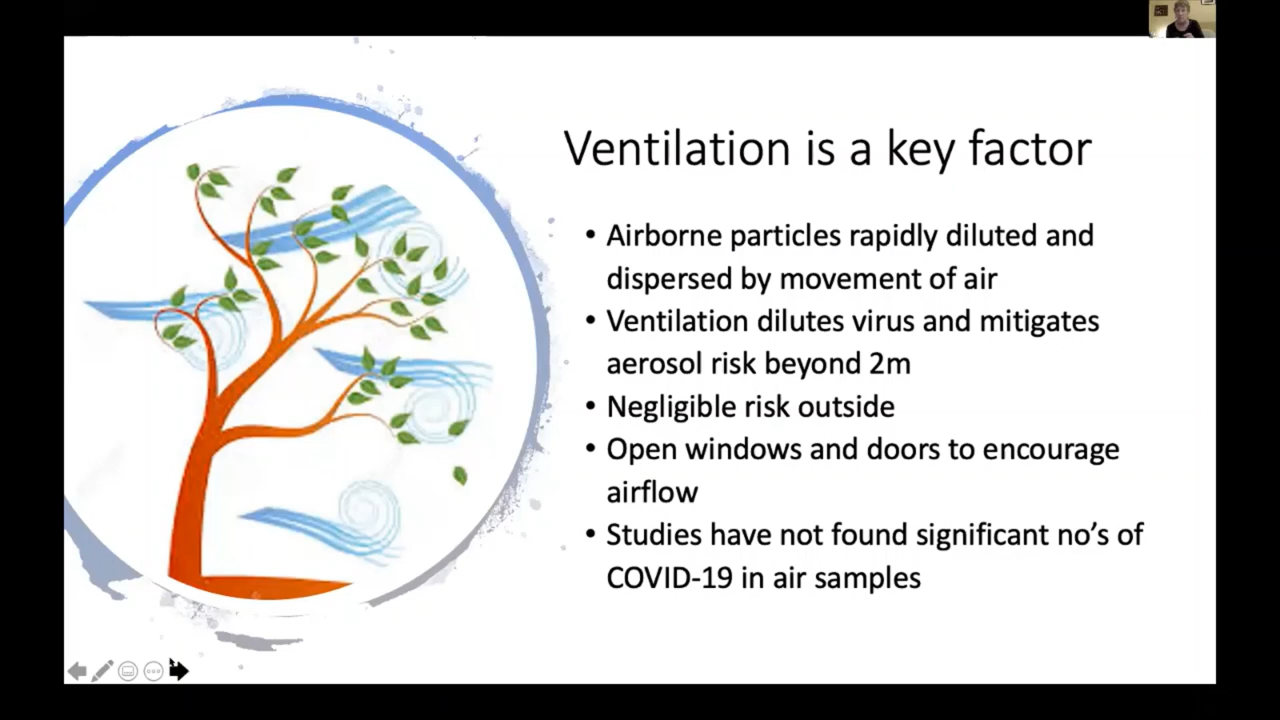 Ventilation is a key factor
• Airborne particles rapidly diluted and
dispersed by movement of air
• Ventilation dilutes virus and mitigates
aerosol risk beyond 2m
• Negligible risk outside
• Open windows and doors to encourage
airflow
• Studies have not found significant no's of
COVID-19 in air samples